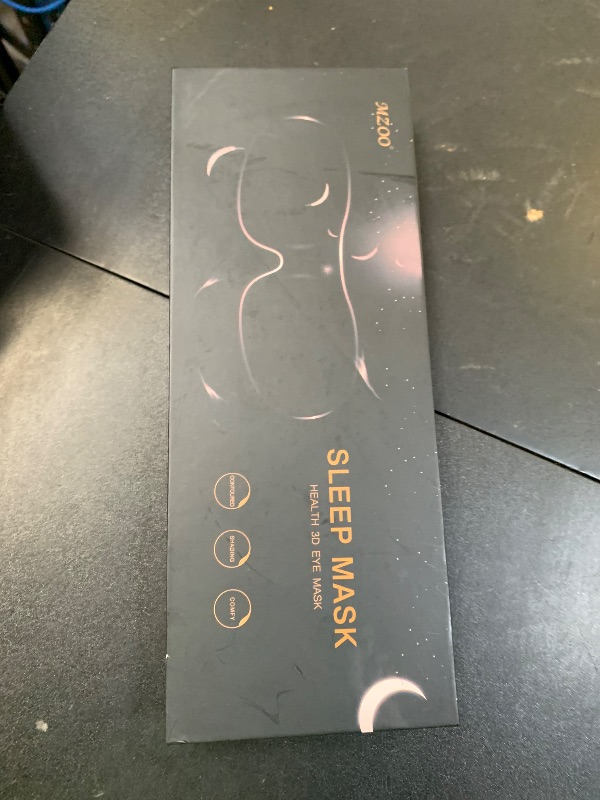 MZOO®
SLEEP MASK
HEALTH 3D EYE MASK
CONTOURED
SHADING
COMFY